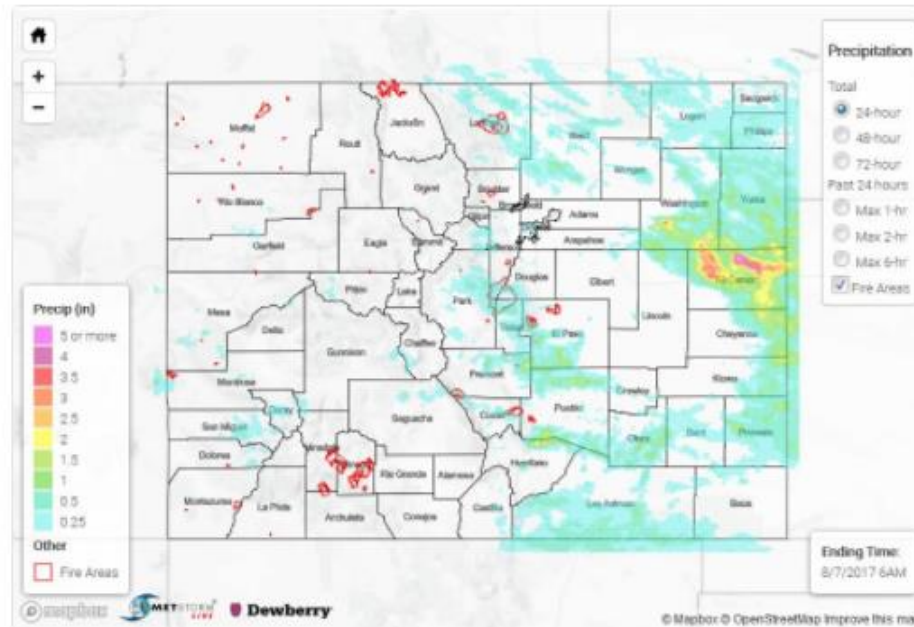 +
−
Precipitation
Total
24-hour
48-hour
72-hour
Past 24 hours
Max 1-hr
Max 2-hr
Max 6-hr
Fire Areas
Moffat
Routt
Jackson
Larimer
Weld
Logan
Sedgwick
Phillips
Morgan
Grand
Boulder
Rio Blanco
Washington
Yuma
Adams
Arapahoe
Garfield
Eagle
Summit
Douglas
Elbert
Pitkin
Lake
Park
Lincoln
Mesa
Delta
El Paso
Cheyenne
Gunnison
Chaffee
Kiowa
Montrose
Fremont
Crowley
Ouray
Saguache
Custer
Pueblo
San Miguel
Otero
Bent
Prowers
Dolores
Huerfano
Rio Grande
Alamosa
Montezuma
La Plata
Archuleta
Conejos
Costilla
Las Animas
Baca
Precip (in)
5 or more
4
3.5
3
2.5
2
1.5
1
0.5
0.25
Other
Fire Areas
Ending Time:
8/7/2017 6AM
mapbox
METSTORM
LIVE
Dewberry
© Mapbox © OpenStreetMap Improve this ma